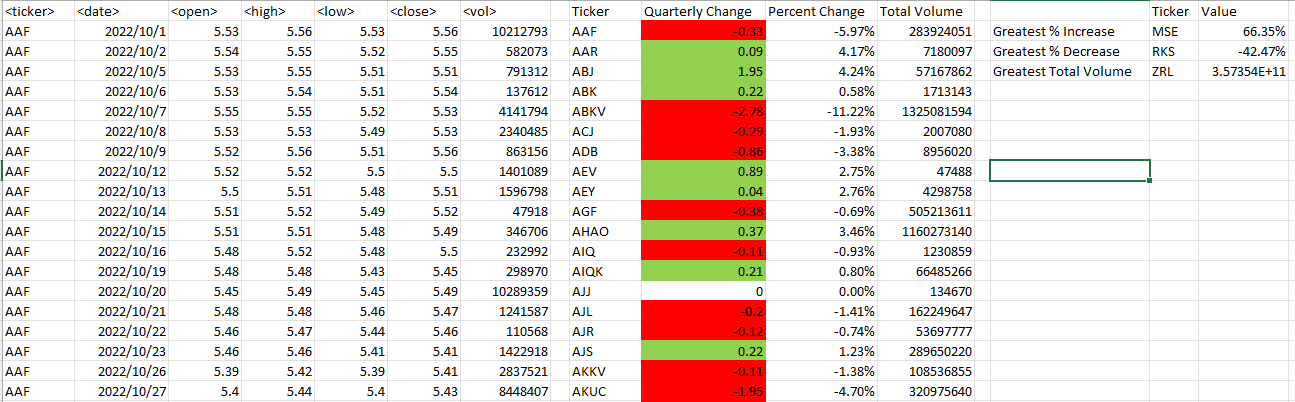 <ticker> <date> <open> <high> <low> <close> <vol> Ticker Quarterly Change Percent Change Total Volume Ticker Value
AAF 2022/10/1 5.53 5.56 5.53 5.56 10212793 AAF -0.33 -5.97% 283924051 Greatest % Increase MSE 66.35%
AAF 2022/10/2 5.54 5.55 5.52 5.55 582073 AAR 0.09 4.17% 7180097 Greatest % Decrease RKS -42.47%
AAF 2022/10/5 5.53 5.55 5.51 5.51 791312 ABJ 1.95 4.24% 57167862 Greatest Total Volume ZRL 3.57354E+11
AAF 2022/10/6 5.53 5.54 5.51 5.54 137612 ABK 0.22 0.58% 1713143
AAF 2022/10/7 5.55 5.55 5.52 5.53 4141794 ABKV -2.78 -11.22% 1325081594
AAF 2022/10/8 5.53 5.53 5.49 5.53 2340485 ACJ -0.29 -1.93% 2007080
AAF 2022/10/9 5.52 5.56 5.51 5.56 863156 ADB -0.86 -3.38% 8956020
AAF 2022/10/12 5.52 5.52 5.5 5.5 1401089 AEV 0.89 2.75% 47488
AAF 2022/10/13 5.5 5.51 5.48 5.51 1596798 AEY 0.04 2.76% 4298758
AAF 2022/10/14 5.51 5.52 5.49 5.52 47918 AGF -0.38 -0.69% 505213611
AAF 2022/10/15 5.51 5.51 5.48 5.49 346706 AHAO 0.37 3.46% 1160273140
AAF 2022/10/16 5.48 5.52 5.48 5.5 232992 AIQ -0.11 -0.93% 1230859
AAF 2022/10/19 5.48 5.48 5.43 5.45 298970 AIQK 0.21 0.80% 66485266
AAF 2022/10/20 5.45 5.49 5.45 5.49 10289359 AJJ 0 0.00% 134670
AAF 2022/10/21 5.48 5.48 5.46 5.47 1241587 AJL -0.2 -1.41% 162249647
AAF 2022/10/22 5.46 5.47 5.44 5.46 110568 AJR -0.12 -0.74% 53697777
AAF 2022/10/23 5.46 5.46 5.41 5.41 1422918 AJS 0.22 1.23% 289650220
AAF 2022/10/26 5.39 5.42 5.39 5.41 2837521 AKKV -0.11 -1.38% 108536855
AAF 2022/10/27 5.4 5.44 5.4 5.43 8448407 AKUC -1.95 -4.70% 320975640